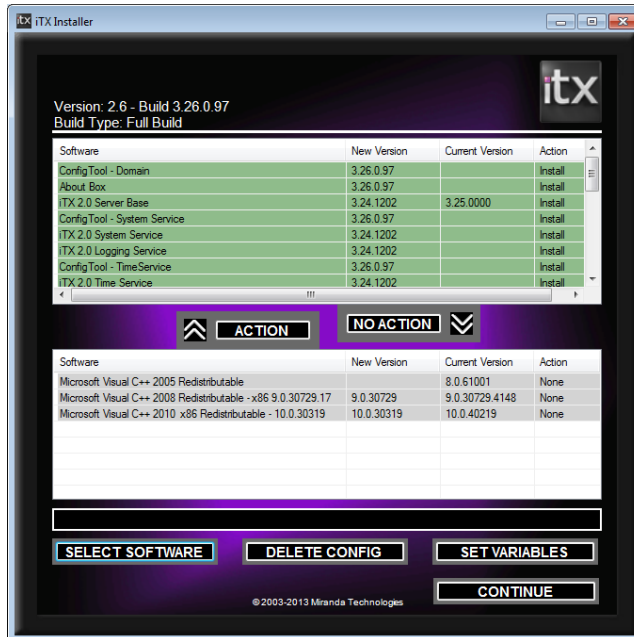 itx iTX Installer
itx
Version: 2.6 - Build 3.26.0.97
Build Type: Full Build
Software New Version Current Version Action
ConfigTool - Domain 3.26.0.97 Install
About Box 3.26.0.97 Install
iTX 2.0 Server Base 3.24.1202 3.25.0000 Install
ConfigTool - System Service 3.26.0.97 Install
iTX 2.0 System Service 3.24.1202 Install
iTX 2.0 Logging Service 3.24.1202 Install
ConfigTool - TimeService 3.26.0.97 Install
iTX 2.0 Time Service 3.24.1202 Install
ACTION NO ACTION
Software New Version Current Version Action
Microsoft Visual C++ 2005 Redistributable 8.0.61001 None
Microsoft Visual C++ 2008 Redistributable - x86 9.0.30729.17 9.0.30729 9.0.30729.4148 None
Microsoft Visual C++ 2010 x86 Redistributable - 10.0.30319 10.0.30319 10.0.40219 None
SELECT SOFTWARE DELETE CONFIG SET VARIABLES
CONTINUE
© 2003-2013 Miranda Technologies